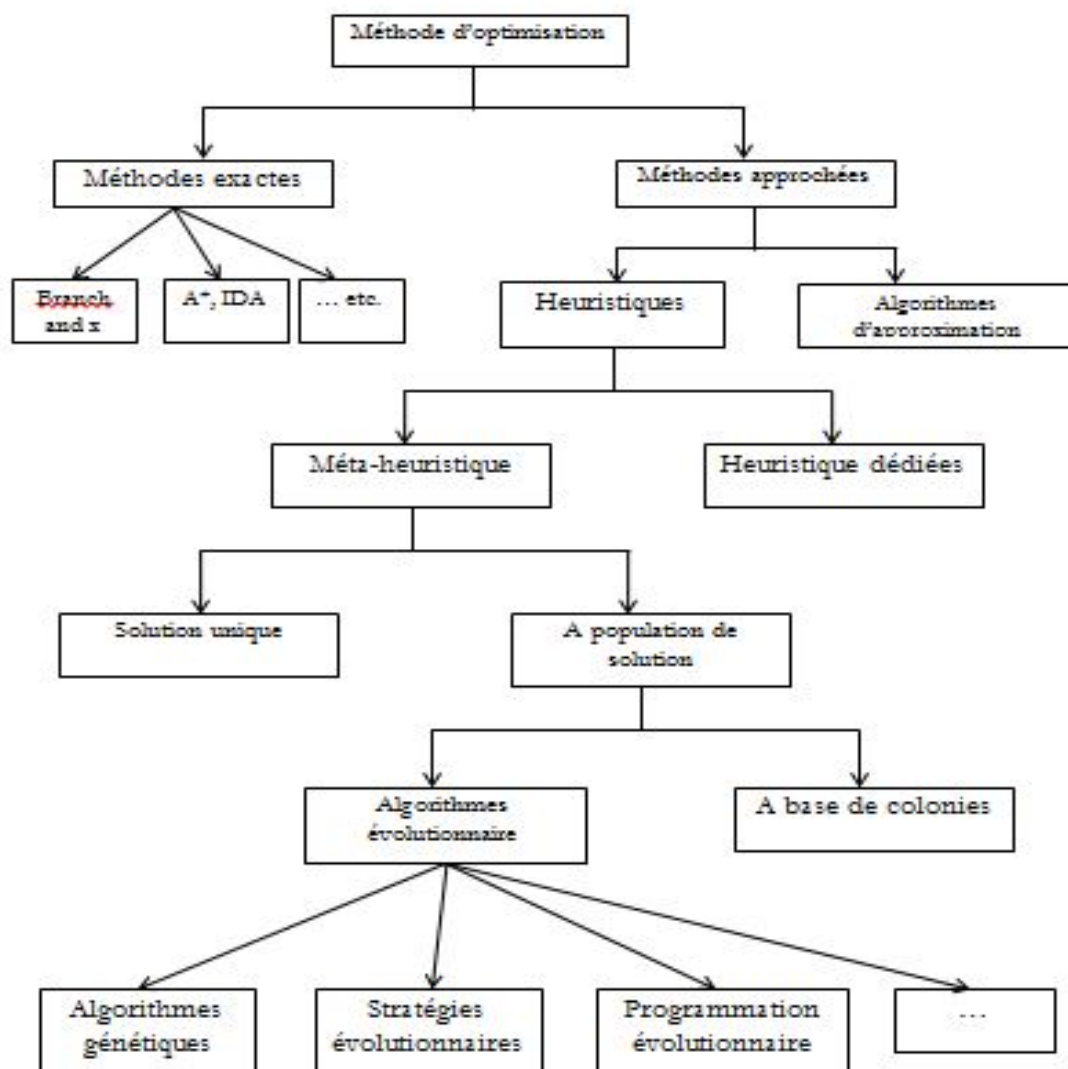 Méthode d'optimisation
Méthodes exactes
Méthodes approchées
Branch
and x
A*, IDA
... etc.
Heuristiques
Algorithmes
d'approximation
Méta-heuristique
Heuristique dédiées
Solution unique
A population de
solution
Algorithmes
évolutionnaire
A base de colonies
Algorithmes
génétiques
Stratégies
évolutionnaires
Programmation
évolutionnaire
...